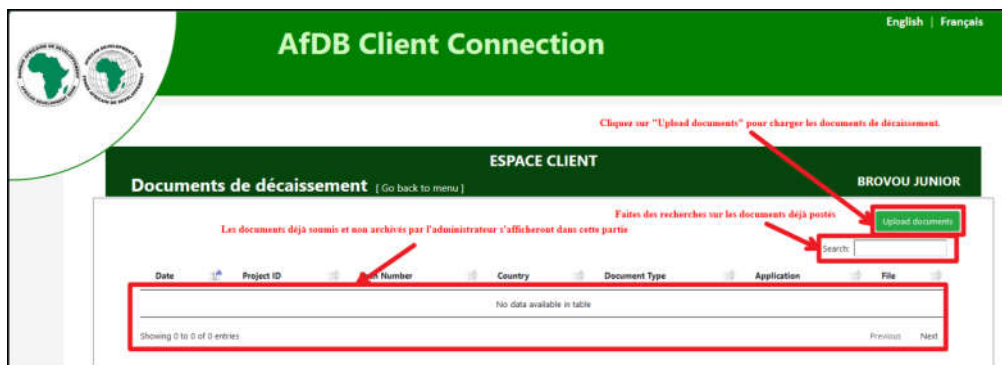 English | Français
AfDB Client Connection
Cliquez sur "Upload documents" pour charger les documents de décaissement.
ESPACE CLIENT
Documents de décaissement [ Go back to menu ]
BROVOU JUNIOR
Faites des recherches sur les documents déjà postés
Upload documents
Les documents déjà soumis et non archivés par l'administrateur s'afficheront dans cette partie
Search:
Date Project ID Number Country Document Type Application File
No data available in table
Showing 0 to 0 of 0 entries
Previous Next